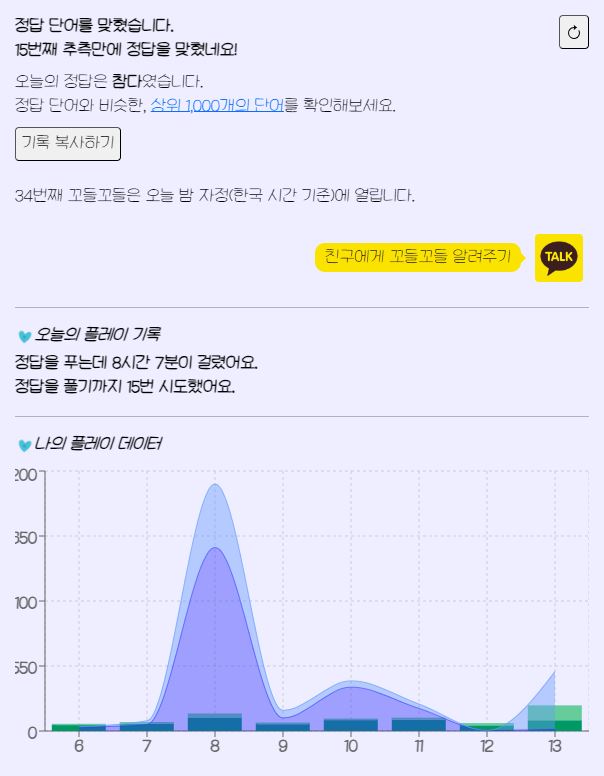 정답 단어를 맞혔습니다.
15번째 추측만에 정답을 맞혔네요!
오늘의 정답은 참다였습니다.
정답 단어와 비슷한, 상위 1,000개의 단어를 확인해보세요.
기록 복사하기
34번째 꼬들꼬들은 오늘 밤 자정(한국 시간 기준)에 열립니다.
친구에게 꼬들꼬들 알려주기
TALK
오늘의 플레이 기록
정답을 푸는데 8시간 7분이 걸렸어요.
정답을 풀기까지 15번 시도했어요.
나의 플레이 데이터
0
6 7 8 9 10 11 12 13